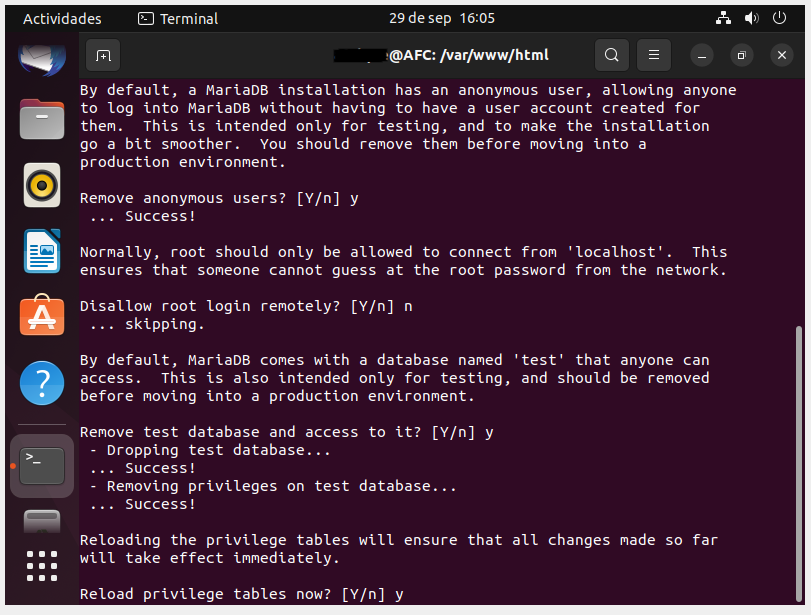 Actividades
Terminal
29 de sep 16:05
@AFC: /var/www/html
By default, a MariaDB installation has an anonymous user, allowing anyone
to log into MariaDB without having to have a user account created for
them.  This is intended only for testing, and to make the installation
go a bit smoother.  You should remove them before moving into a
production environment.
Remove anonymous users? [Y/n] y
... Success!
Normally, root should only be allowed to connect from 'localhost'.  This
ensures that someone cannot guess at the root password from the network.
Disallow root login remotely? [Y/n] n
... skipping.
By default, MariaDB comes with a database named 'test' that anyone can
access.  This is also intended only for testing, and should be removed
before moving into a production environment.
Remove test database and access to it? [Y/n] y
- Dropping test database...
... Success!
- Removing privileges on test database...
... Success!
Reloading the privilege tables will ensure that all changes made so far
will take effect immediately.
Reload privilege tables now? [Y/n] y